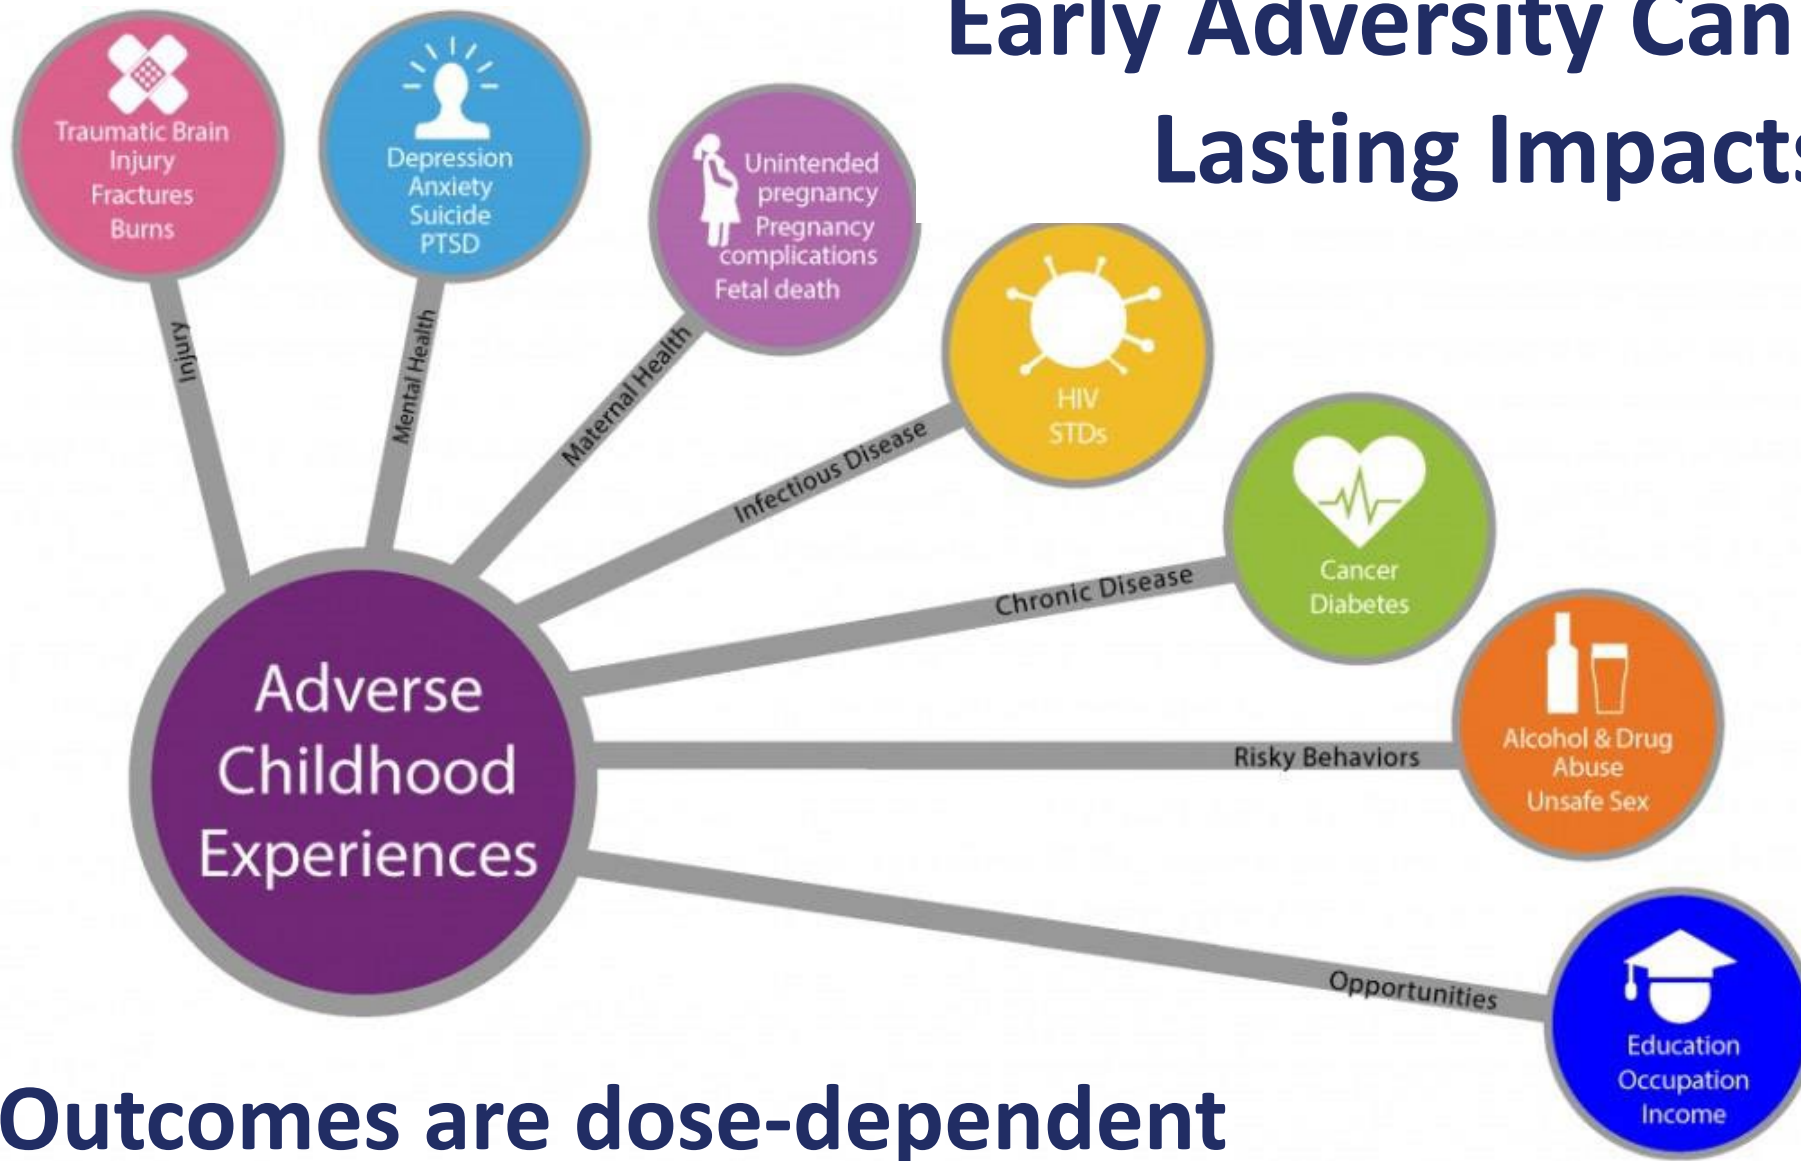 Early Adversity Can
Lasting Impacts
Traumatic Brain
Injury
Fractures
Burns
Depression
Anxiety
Suicide
PTSD
Unintended
pregnancy
Pregnancy
complications
Fetal death
HIV
STDs
Cancer
Diabetes
Alcohol & Drug
Abuse
Unsafe Sex
Education
Occupation
Income
Injury
Mental Health
Maternal Health
Infectious Disease
Chronic Disease
Risky Behaviors
Opportunities
Adverse
Childhood
Experiences
Outcomes are dose-dependent